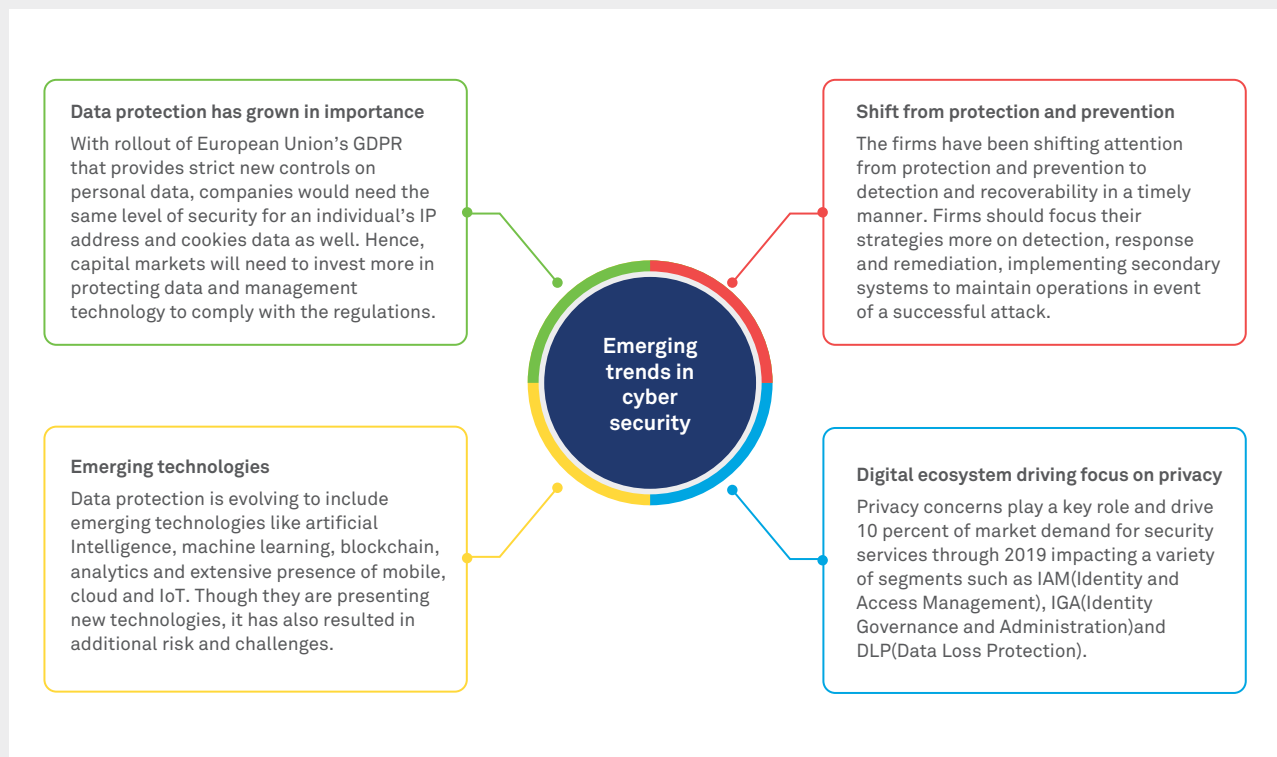 Data protection has grown in importance
With rollout of European Union’s GDPR
that provides strict new controls on
personal data, companies would need the
same level of security for an individual’s IP
address and cookies data as well. Hence,
capital markets will need to invest more in
protecting data and management
technology to comply with the regulations.
Shift from protection and prevention
The firms have been shifting attention
from protection and prevention to
detection and recoverability in a timely
manner. Firms should focus their
strategies more on detection, response
and remediation, implementing secondary
systems to maintain operations in event
of a successful attack.
Emerging
trends in
cyber
security
Emerging technologies
Data protection is evolving to include
emerging technologies like artificial
Intelligence, machine learning, blockchain,
analytics and extensive presence of mobile,
cloud and IoT. Though they are presenting
new technologies, it has also resulted in
additional risk and challenges.
Digital ecosystem driving focus on privacy
Privacy concerns play a key role and drive
10 percent of market demand for security
services through 2019 impacting a variety
of segments such as IAM(Identity and
Access Management), IGA(Identity
Governance and Administration)and
DLP(Data Loss Protection).